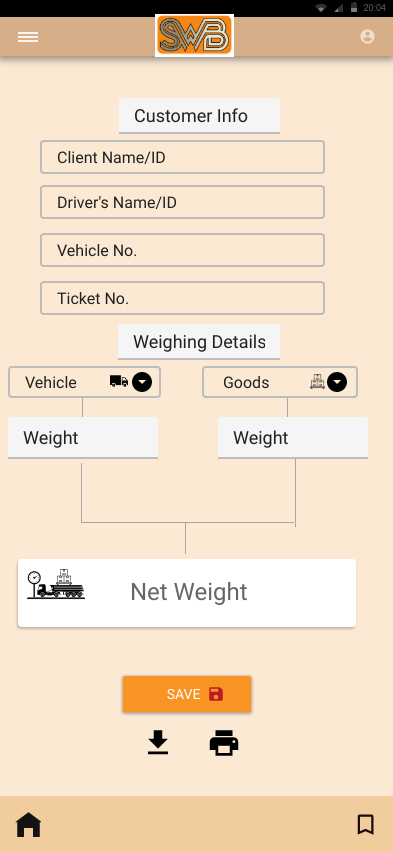 20:04
SWB
Customer Info
Client Name/ID
Driver's Name/ID
Vehicle No.
Ticket No.
Weighing Details
Vehicle
Goods
Weight
Weight
Net Weight
SAVE